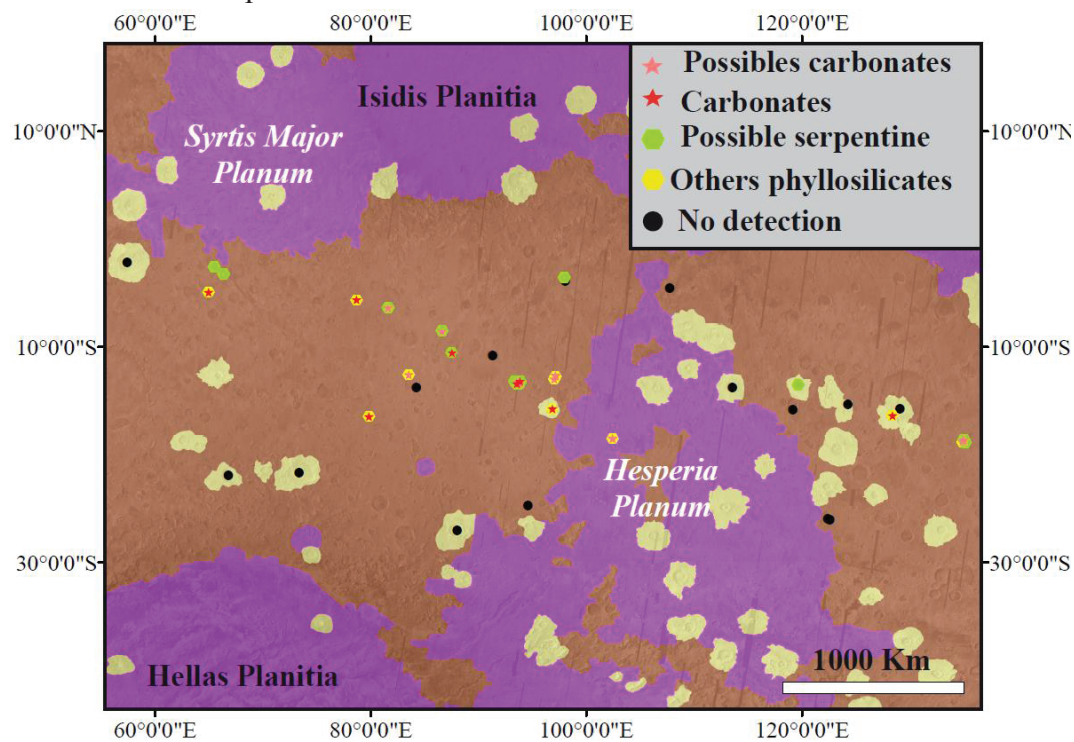 60°0'0"E 80°0'0"E 100°0'0"E 120°0'0"E
Isidis Planitia
Syrtis Major
Planum
Possibles carbonates
Carbonates
Possible serpentine
Others phyllosilicates
No detection
10°0'0"N 10°0'0"N
10°0'0"S 10°0'0"S
Hesperia
Planum
30°0'0"S 30°0'0"S
Hellas Planitia
1000 Km
60°0'0"E 80°0'0"E 100°0'0"E 120°0'0"E